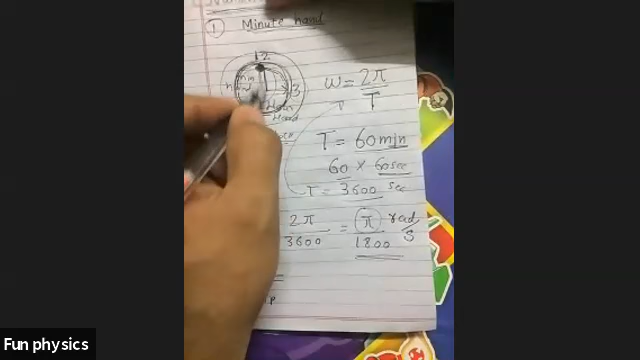 ① Minute hand
12
3
min
Hour
Hand
ω = 2π / T
T = 60 min
60 × 60 sec
T = 3600 sec
2π / 3600 = π / 1800 rad/s
Fun physics